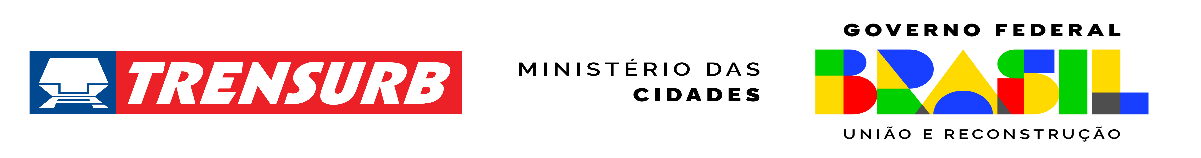 TRENSURB
MINISTÉRIO DAS
CIDADES
GOVERNO FEDERAL
BRASIL
UNIÃO E RECONSTRUÇÃO